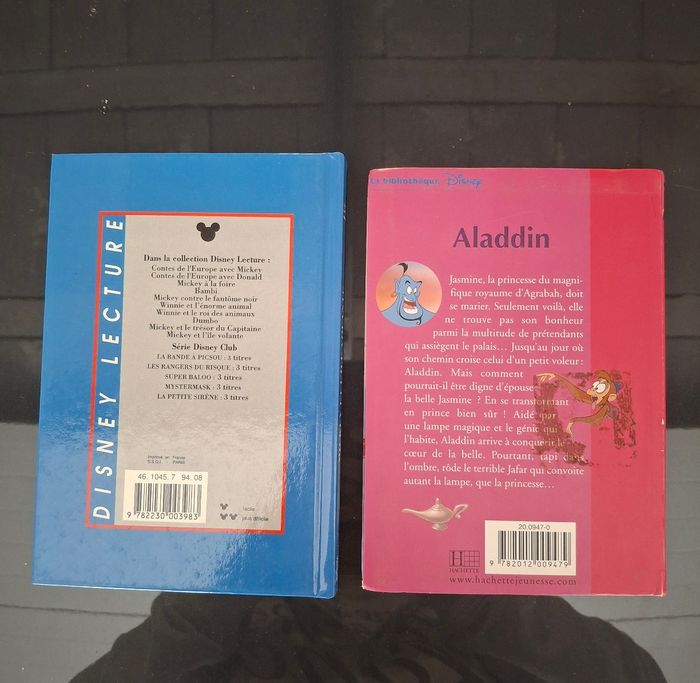 DISNEY LECTURE
Dans la collection Disney Lecture :
Contes de l'Europe avec Mickey
Contes de l'Europe avec Donald
Mickey à la foire
Bambi
Mickey contre le fantôme noir
Winnie et l'énorme animal
Winnie et le roi des animaux
Dumbo
Mickey et le trésor du Capitaine
Mickey et l'île volante
Série Disney Club
LA BANDE À PICSOU : 3 titres
LES RANGERS DU RISQUE : 3 titres
SUPER BALOO : 3 titres
MYSTERMASK : 3 titres
LA PETITE SIRÈNE : 3 titres
Imprimé en France
PARIS
46.1045.7 94.08
9 782230 003983
facile
plus difficile
La bibliothèque Disney
Aladdin
Jasmine, la princesse du magni-
fique royaume d'Agrabah, doit
se marier. Seulement voilà, elle
ne trouve pas son bonheur
parmi la multitude de prétendants
qui assiègent le palais… Jusqu'au jour où
son chemin croise celui d'un petit voleur :
Aladdin. Mais comment
pourrait-il être digne d'épouse
la belle Jasmine ? En se transformant
en prince bien sûr ! Aidé par
une lampe magique et le génie qui
l'habite, Aladdin arrive à conquérir le
cœur de la belle. Pourtant, tapi dans
l'ombre, rôde le terrible Jafar qui convoite
autant la lampe, que la princesse…
20.0947-0
9 782012 009479
H
HACHETTE
www.hachettejeunesse.com